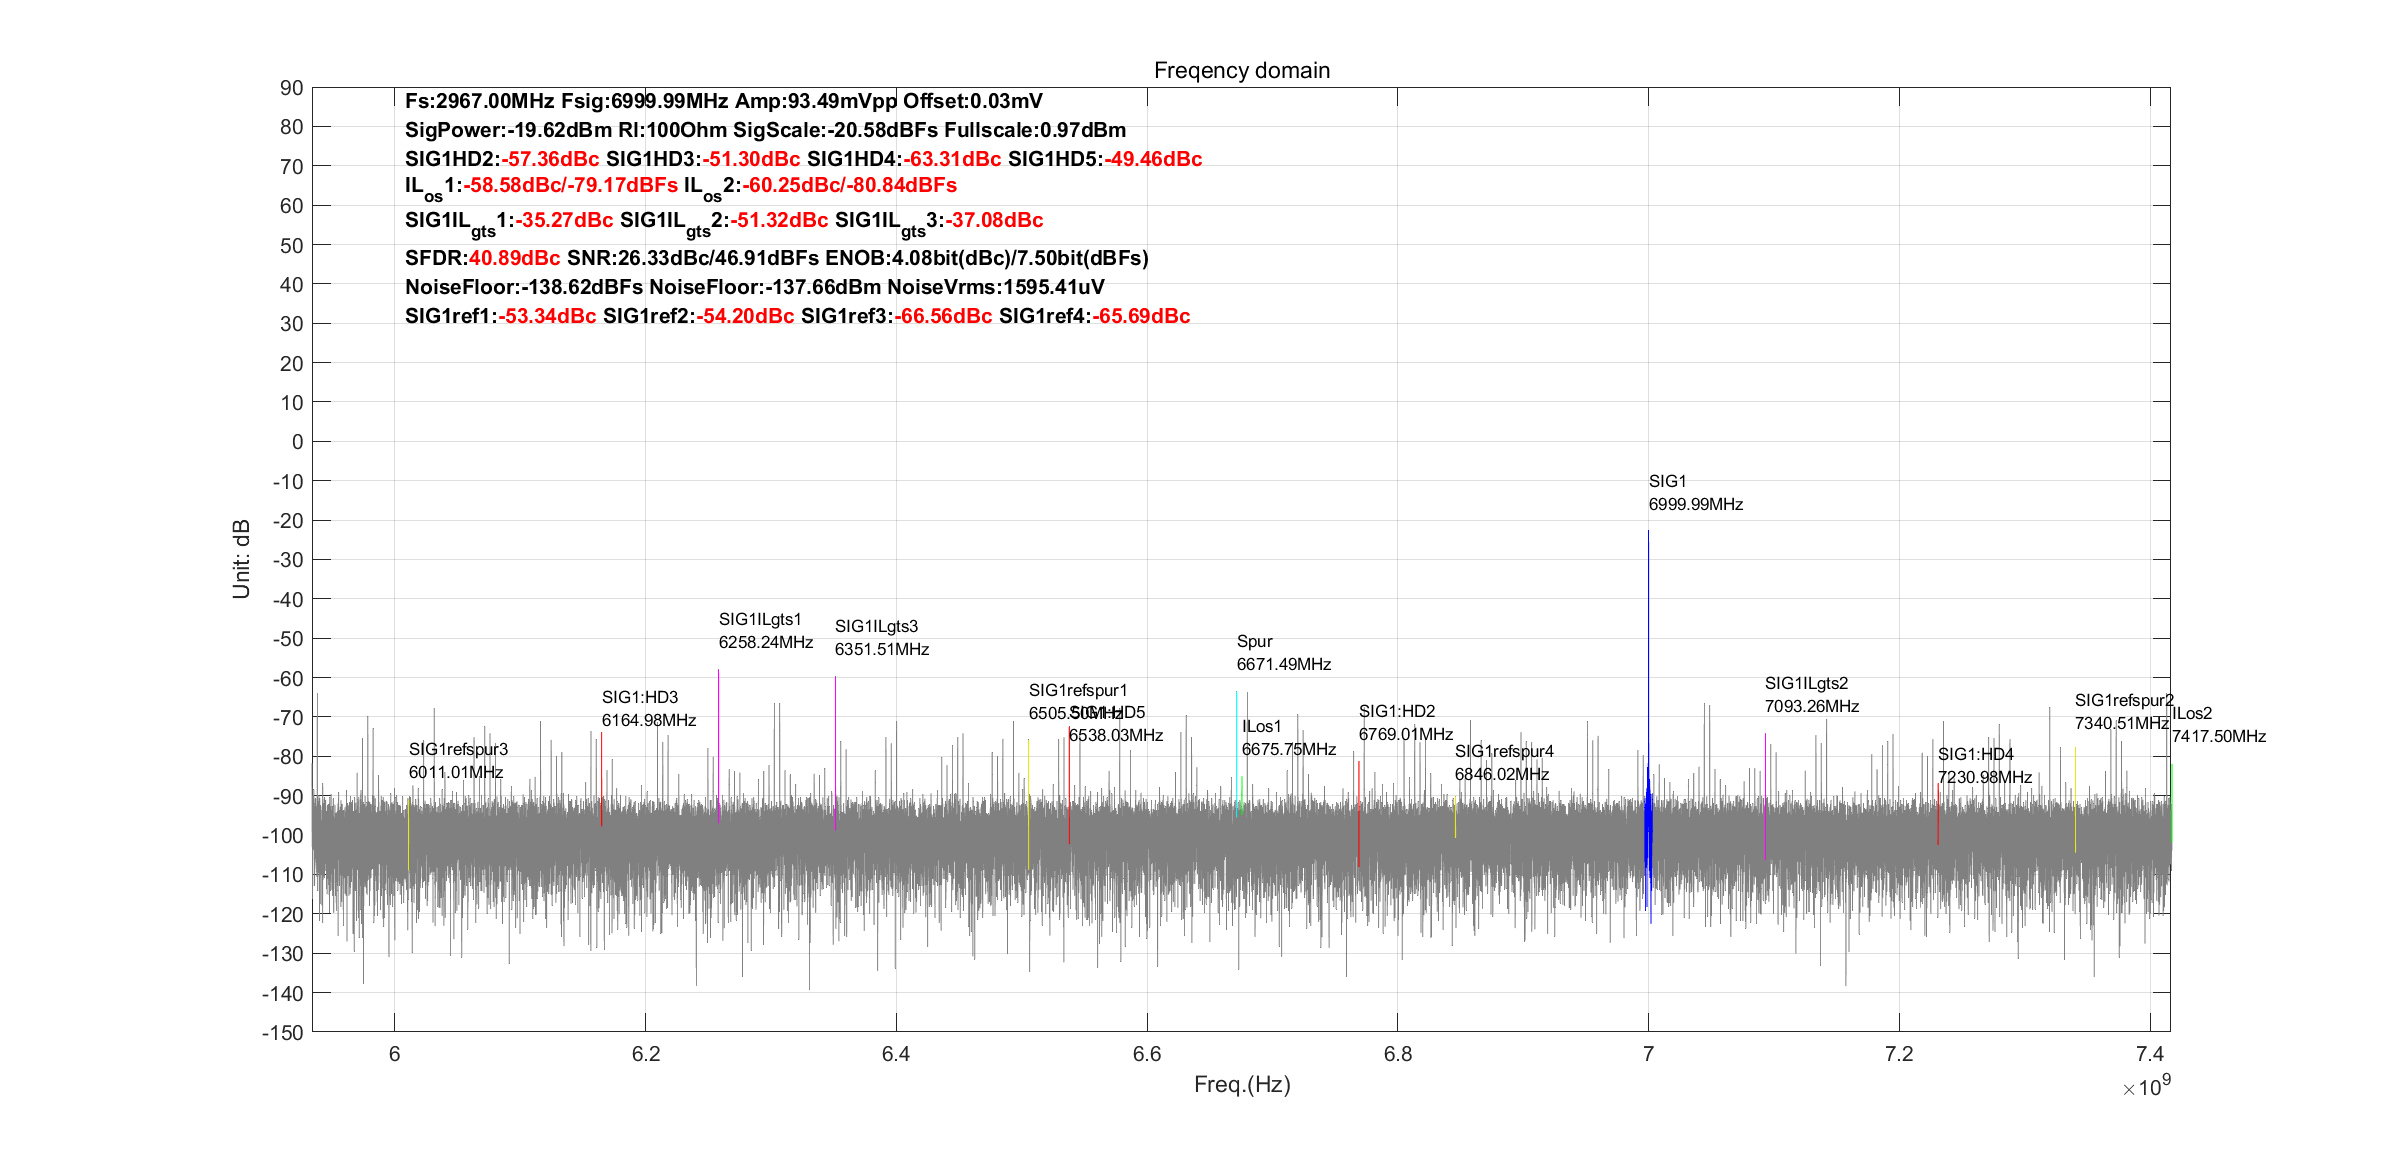 Freqency domain
Fs:2967.00MHz Fsig:6999.99MHz Amp:93.49mVpp Offset:0.03mV
SigPower:-19.62dBm RI:100Ohm SigScale:-20.58dBFs Fullscale:0.97dBm
SIG1HD2:-57.36dBc SIG1HD3:-51.30dBc SIG1HD4:-63.31dBc SIG1HD5:-49.46dBc
ILos1:-58.58dBc/-79.17dBFs ILos2:-60.25dBc/-80.84dBFs
SIG1ILgts1:-35.27dBc SIG1ILgts2:-51.32dBc SIG1ILgts3:-37.08dBc
SFDR:40.89dBc SNR:26.33dBc/46.91dBFs ENOB:4.08bit(dBc)/7.50bit(dBFs)
NoiseFloor:-138.62dBFs NoiseFloor:-137.66dBm NoiseVrms:1595.41uV
SIG1ref1:-53.34dBc SIG1ref2:-54.20dBc SIG1ref3:-66.56dBc SIG1ref4:-65.69dBc
90
80
70
60
50
40
30
20
10
0
-10
-20
-30
-40
-50
-60
-70
-80
-90
-100
-110
-120
-130
-140
-150
Unit: dB
SIG1refspur3
6011.01MHz
SIG1:HD3
6164.98MHz
SIG1ILgts1
6258.24MHz
SIG1ILgts3
6351.51MHz
SIG1refspur1
6505.50MHz
SIG1:HD5
6538.03MHz
Spur
6671.49MHz
ILos1
6675.75MHz
SIG1:HD2
6769.01MHz
SIG1refspur4
6846.02MHz
SIG1
6999.99MHz
SIG1ILgts2
7093.26MHz
SIG1:HD4
7230.98MHz
SIG1refspur2
7340.51MHz
ILos2
7417.50MHz
6 6.2 6.4 6.6 6.8 7 7.2 7.4
×10^9
Freq.(Hz)